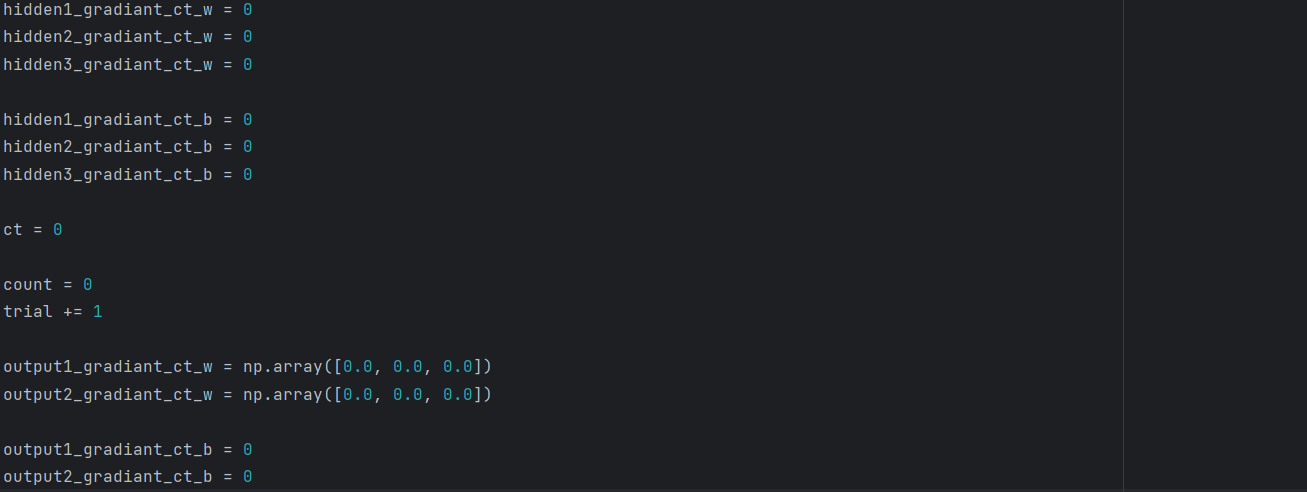 hidden1_gradiant_ct_w = 0
hidden2_gradiant_ct_w = 0
hidden3_gradiant_ct_w = 0
hidden1_gradiant_ct_b = 0
hidden2_gradiant_ct_b = 0
hidden3_gradiant_ct_b = 0
ct = 0
count = 0
trial += 1
output1_gradiant_ct_w = np.array([0.0, 0.0, 0.0])
output2_gradiant_ct_w = np.array([0.0, 0.0, 0.0])
output1_gradiant_ct_b = 0
output2_gradiant_ct_b = 0